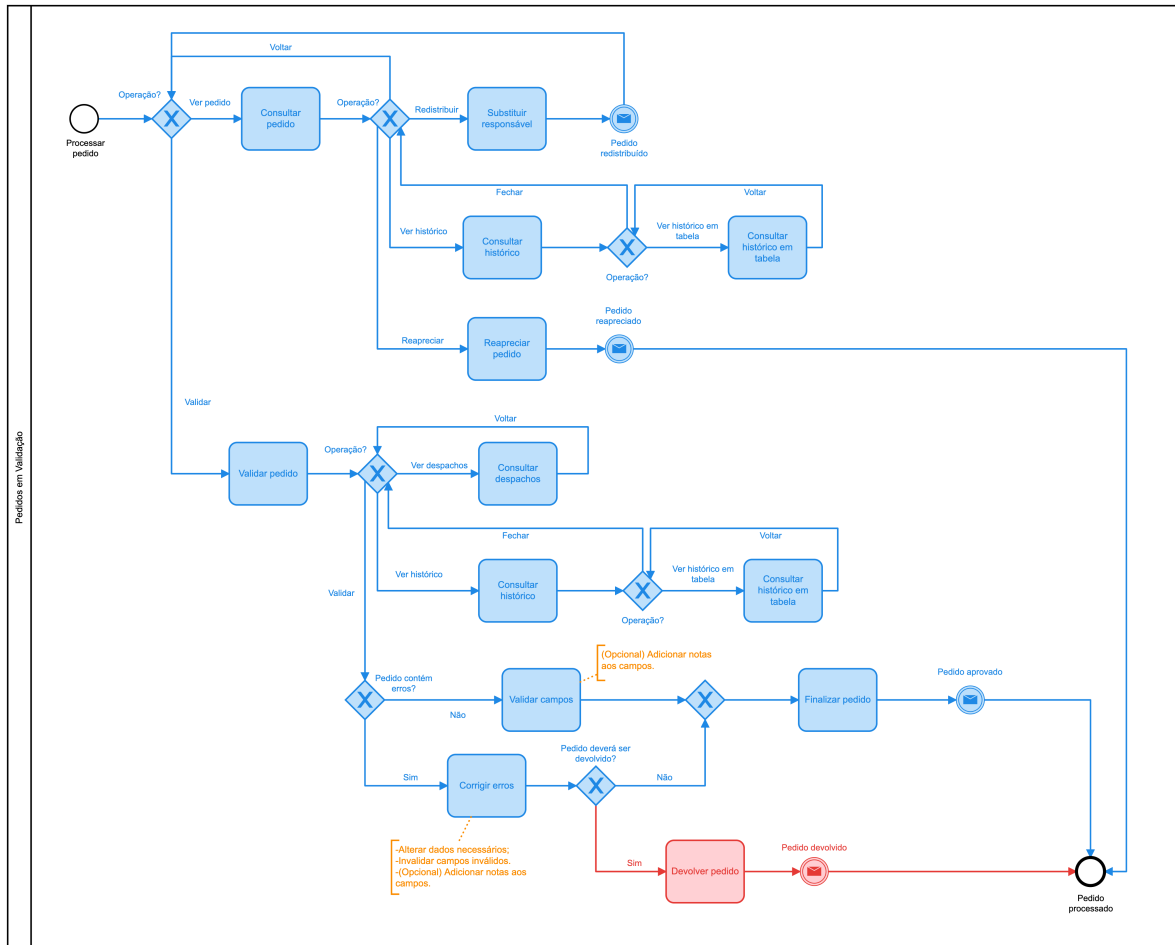 Pedidos em Validação
Voltar
Operação?
Ver pedido
Consultar
pedido
Operação?
Redistribuir
Substituir
responsável
Processar
pedido
Pedido
redistribuído
Fechar
Voltar
Ver histórico
Consultar
histórico
Ver histórico em
tabela
Consultar
histórico em
tabela
Operação?
Pedido
reapreciado
Reapreciar
Reapreciar
pedido
Validar
Voltar
Operação?
Validar pedido
Ver despachos
Consultar
despachos
Fechar
Voltar
Ver histórico
Consultar
histórico
Ver histórico em
tabela
Consultar
histórico em
tabela
Validar
Operação?
(Opcional) Adicionar notas
aos campos.
Pedido contém
erros?
Pedido aprovado
Validar campos
Finalizar pedido
Não
Pedido deverá ser
devolvido?
Sim
Corrigir erros
Não
-Alterar dados necessários;
-Invalidar campos inválidos.
-(Opcional) Adicionar notas aos
campos.
Pedido devolvido
Sim
Devolver pedido
Pedido
processado